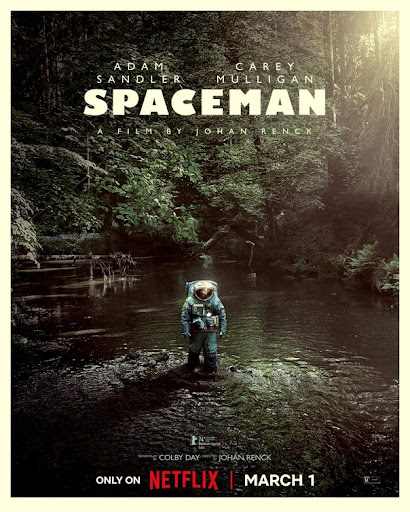 ADAM SANDLER CAREY MULLIGAN
SPACEMAN
A FILM BY JOHAN RENCK
COLBY DAY JOHAN RENCK
ONLY ON NETFLIX | MARCH 1